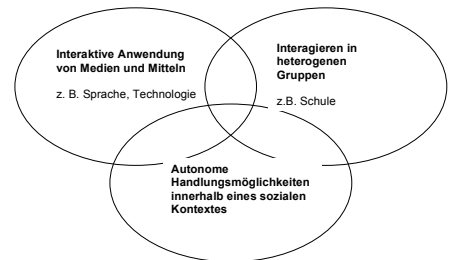 Interaktive Anwendung
von Medien und Mitteln
z. B. Sprache, Technologie
Interagieren in
heterogenen
Gruppen
z.B. Schule
Autonome
Handlungsmöglichkeiten
innerhalb eines sozialen
Kontextes